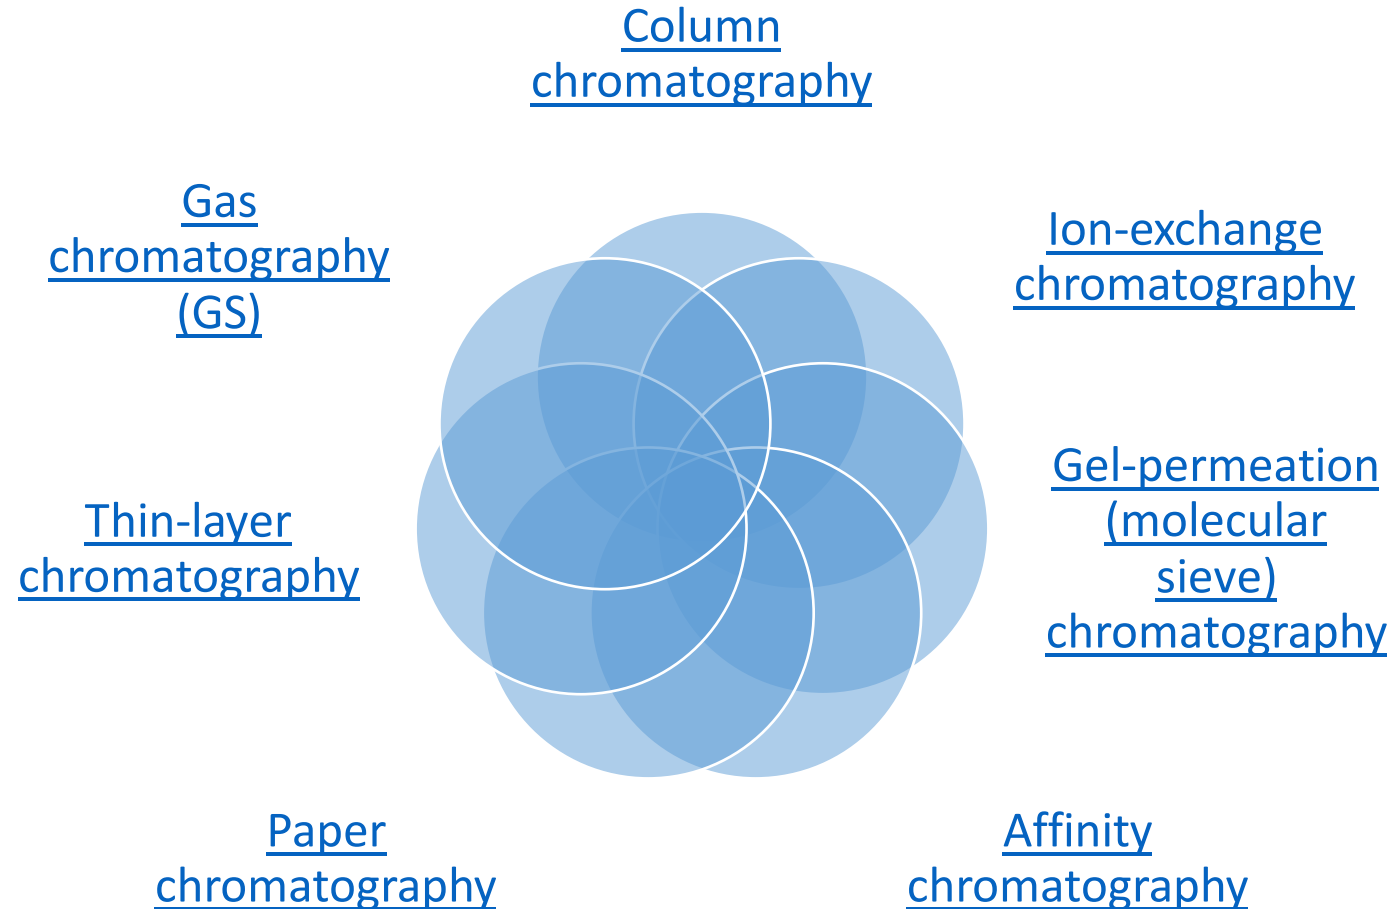 Column
chromatography
Ion-exchange
chromatography
Gel-permeation
(molecular
sieve)
chromatography
Affinity
chromatography
Paper
chromatography
Thin-layer
chromatography
Gas
chromatography
(GS)